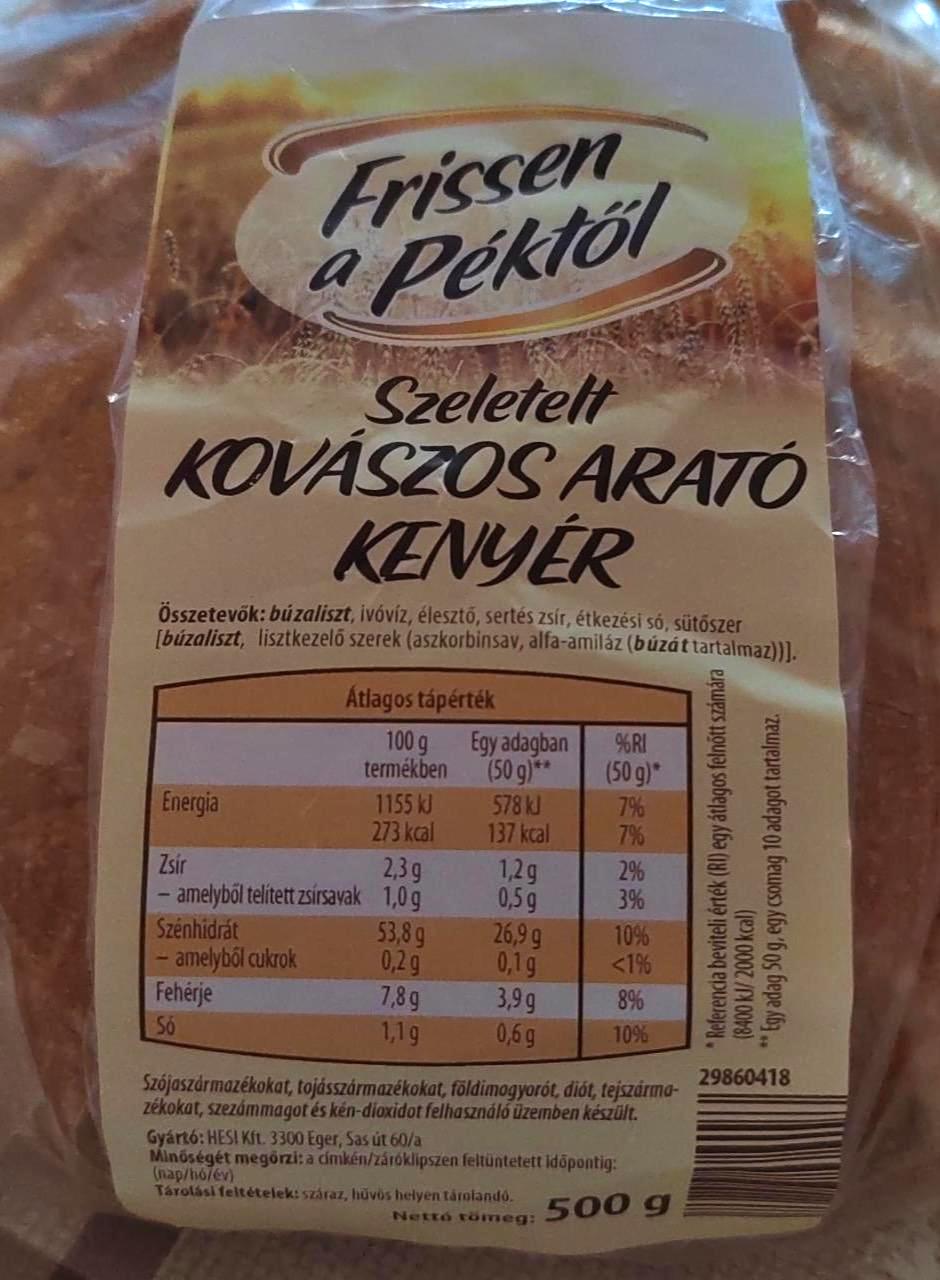 Frissen
a Péktől
Szeletelt
KOVÁSZOS ARATÓ
KENYÉR
Összetevők: búzaliszt, ivóvíz, élesztő, sertés zsír, étkezési só, sütőszer
[búzaliszt, lisztkezelő szerek (aszkorbinsav, alfa-amiláz (búzát tartalmaz))].
Átlagos tápérték
100 g termékben Egy adagban (50 g)** %RI (50 g)*
Energia 1155 kJ 578 kJ 7%
273 kcal 137 kcal 7%
Zsír 2,3 g 1,2 g 2%
– amelyből telített zsírsavak 1,0 g 0,5 g 3%
Szénhidrát 53,8 g 26,9 g 10%
– amelyből cukrok 0,2 g 0,1 g <1%
Fehérje 7,8 g 3,9 g 8%
Só 1,1 g 0,6 g 10%
* Referencia beviteli érték (RI) egy átlagos felnőtt számára
(8400 kJ/ 2000 kcal)
** Egy adag 50 g, egy csomag 10 adagot tartalmaz.
Szójaszármazékokat, tojásszármazékokat, földimogyorót, diót, tejszárma-
zékokat, szezámmagot és kén-dioxidot felhasználó üzemben készült.
Gyártó: HESI Kft. 3300 Eger, Sas út 60/a
Minőségét megőrzi: a címkén/záróklipszen feltüntetett időpontig:
(nap/hó/év)
Tárolási feltételek: száraz, hűvös helyen tárolandó.
Nettó tömeg: 500 g
29860418